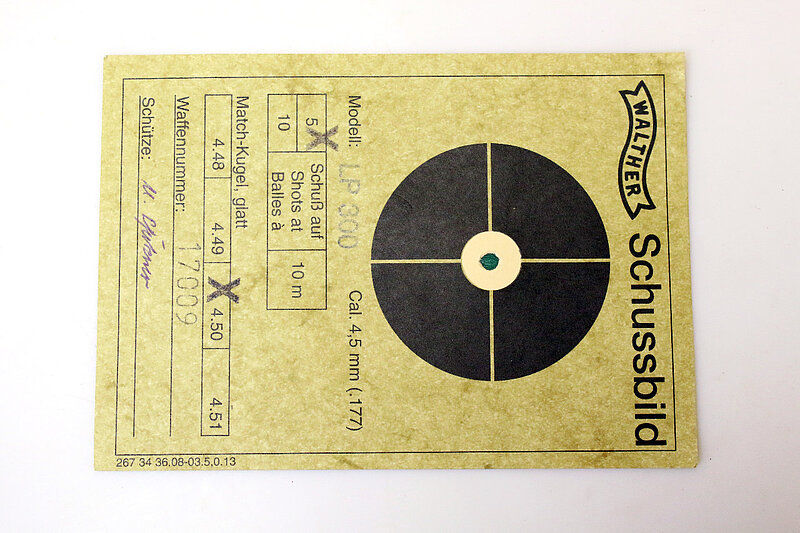 WALTHER Schussbild
Modell: LP 300 Cal. 4,5 mm (.177)
5 X Schuß auf
Shots at 10 m
10 Balles à
Match-Kugel, glatt
4.48 4.49 X 4.50 4.51
Waffennummer: 17009
Schütze:
267 34 36.08-03.5,0.13